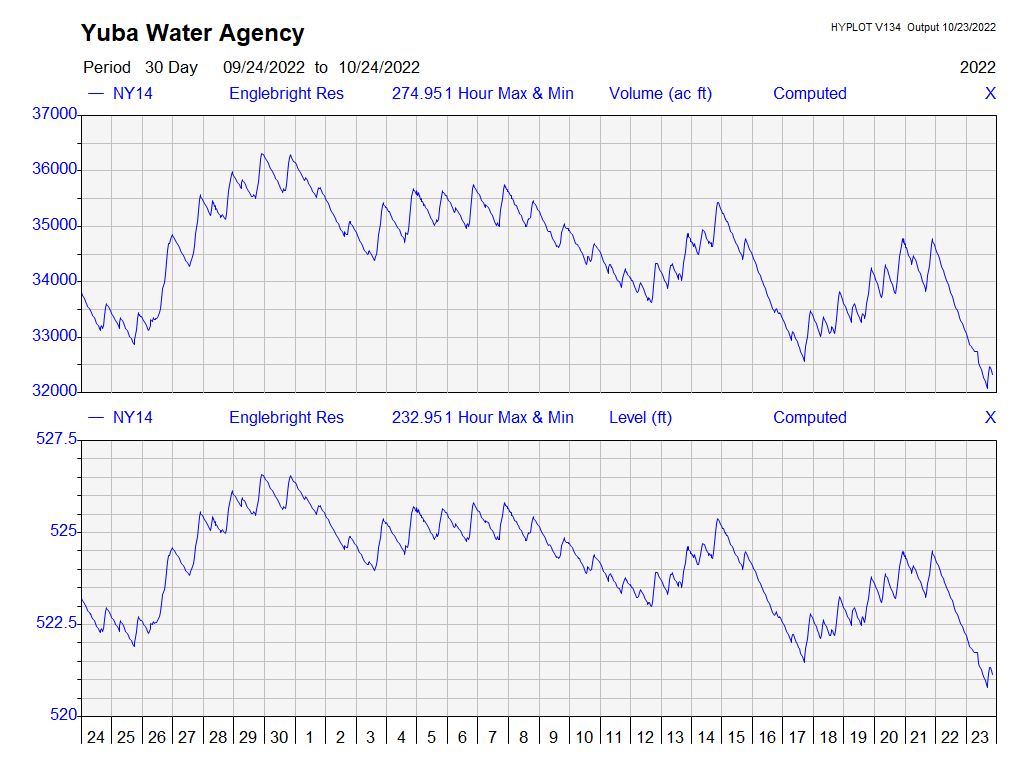 Yuba Water Agency
HYPLOT V134 Output 10/23/2022
Period 30 Day 09/24/2022 to 10/24/2022 2022
NY14 Englebright Res 274.951 Hour Max & Min Volume (ac ft) Computed X
37000
36000
35000
34000
33000
32000
NY14 Englebright Res 232.951 Hour Max & Min Level (ft) Computed X
527.5
525
522.5
520
24 25 26 27 28 29 30 1 2 3 4 5 6 7 8 9 10 11 12 13 14 15 16 17 18 19 20 21 22 23